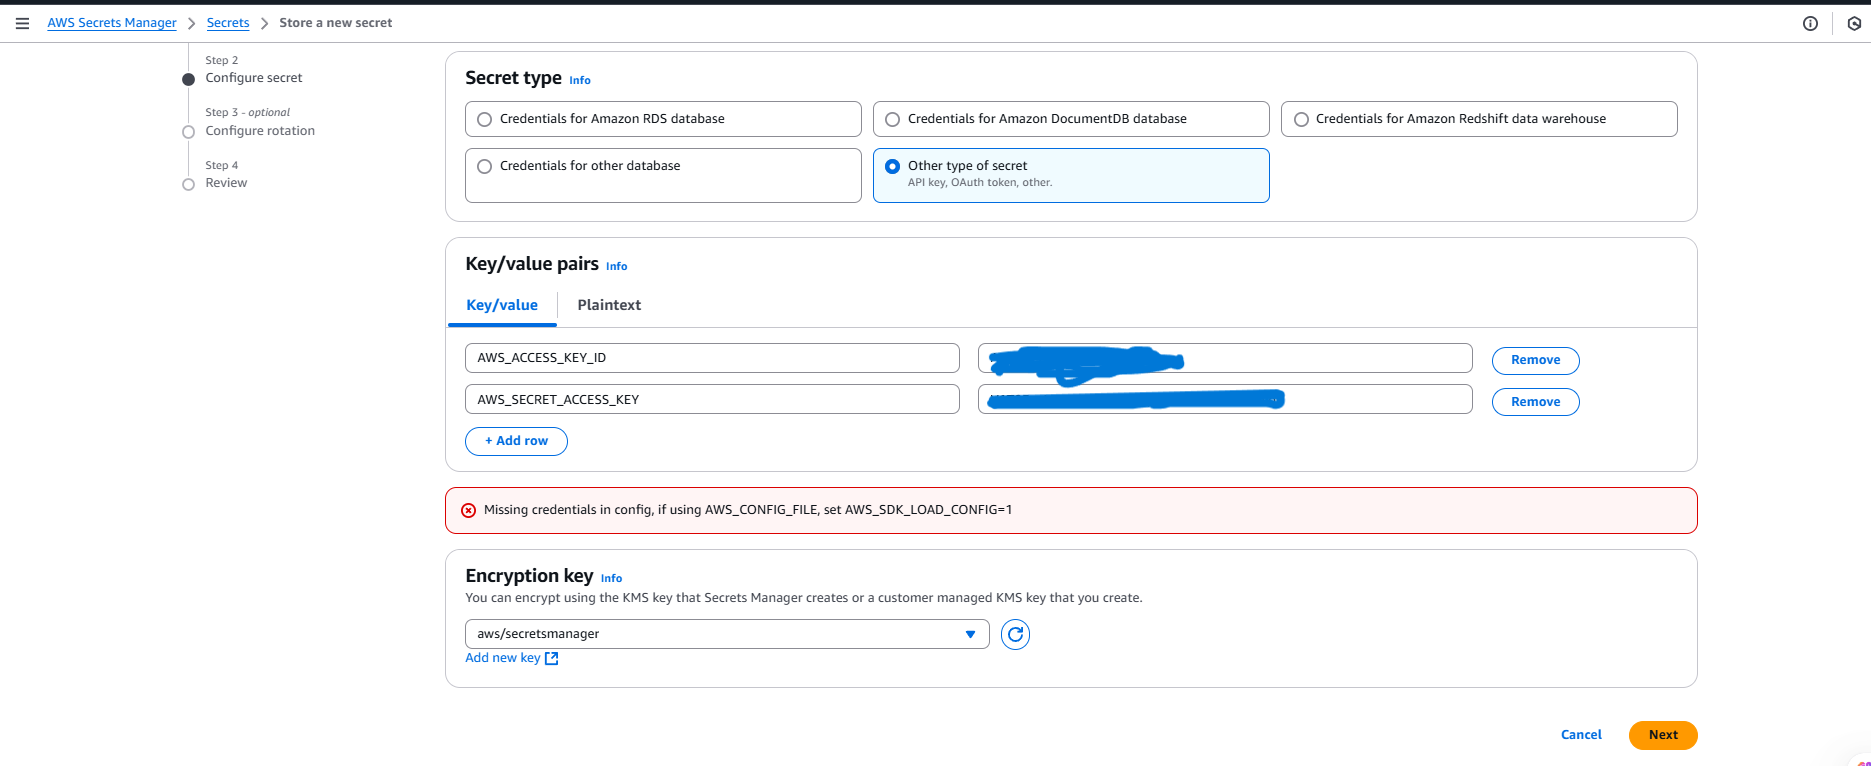 AWS Secrets Manager > Secrets > Store a new secret
Step 2
Configure secret
Step 3 - optional
Configure rotation
Step 4
Review
Secret type Info
Credentials for Amazon RDS database
Credentials for Amazon DocumentDB database
Credentials for Amazon Redshift data warehouse
Credentials for other database
Other type of secret
API key, OAuth token, other.
Key/value pairs Info
Key/value Plaintext
AWS_ACCESS_KEY_ID
Remove
AWS_SECRET_ACCESS_KEY
Remove
+ Add row
Missing credentials in config, if using AWS_CONFIG_FILE, set AWS_SDK_LOAD_CONFIG=1
Encryption key Info
You can encrypt using the KMS key that Secrets Manager creates or a customer managed KMS key that you create.
aws/secretsmanager
Add new key
Cancel Next